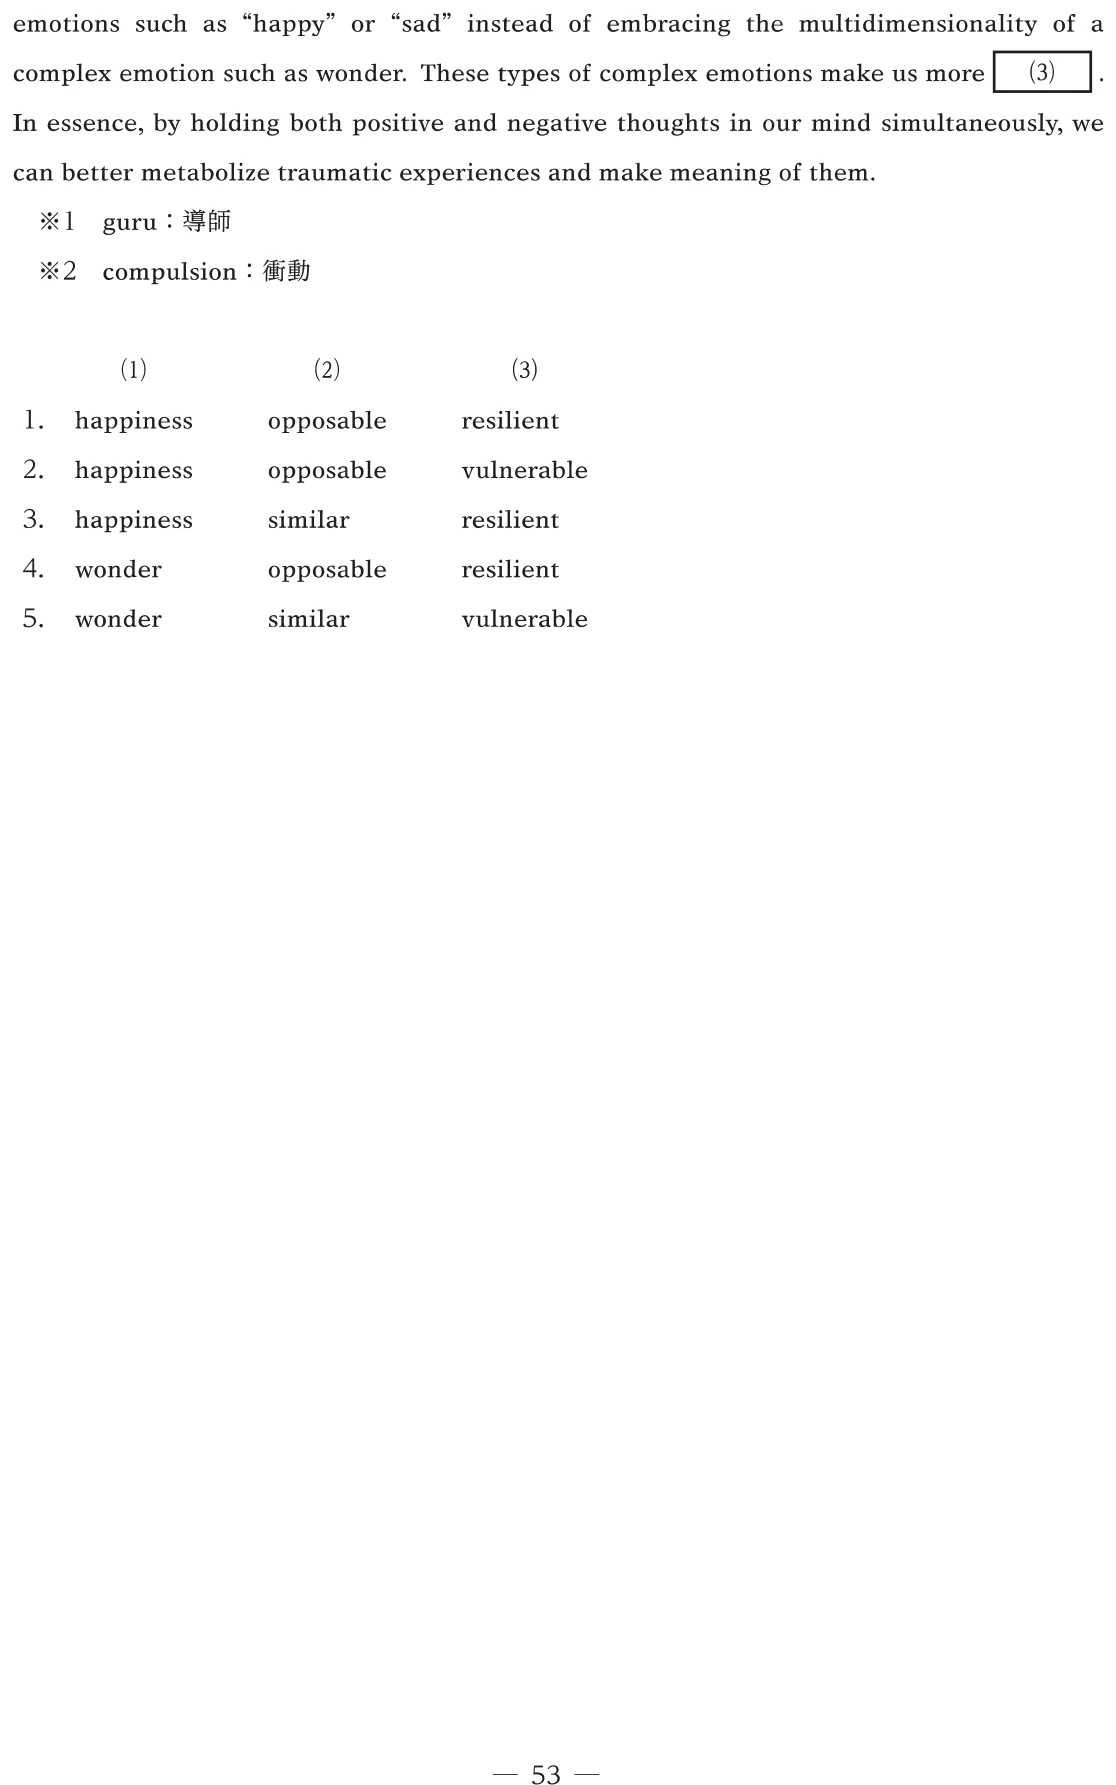 emotions such as “happy” or “sad” instead of embracing the multidimensionality of a
complex emotion such as wonder. These types of complex emotions make us more (3) .
In essence, by holding both positive and negative thoughts in our mind simultaneously, we
can better metabolize traumatic experiences and make meaning of them.
※1 guru：導師
※2 compulsion：衝動
(1) (2) (3)
1. happiness opposable resilient
2. happiness opposable vulnerable
3. happiness similar resilient
4. wonder opposable resilient
5. wonder similar vulnerable
— 53 —